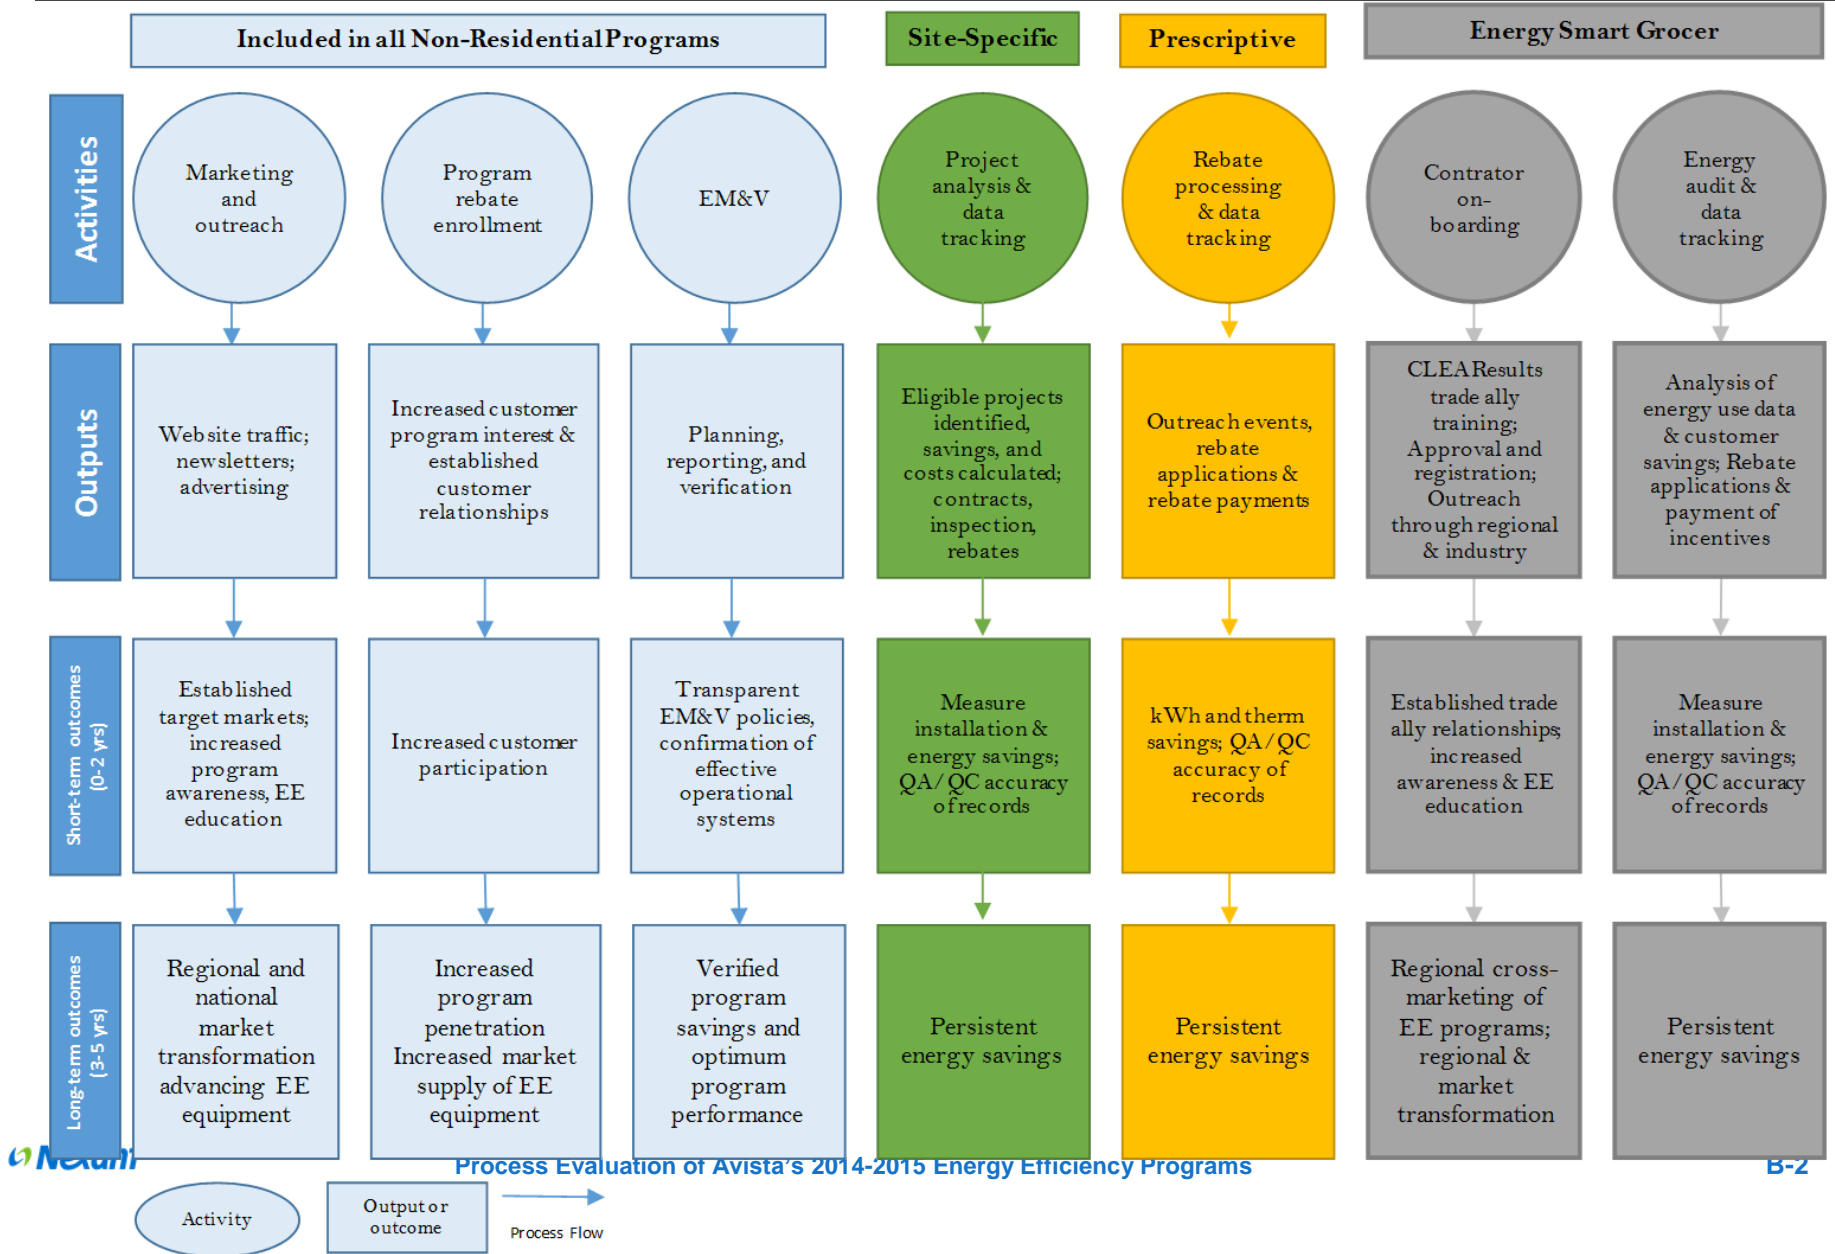 Included in all Non-Residential Programs
Site-Specific
Prescriptive
Energy Smart Grocer
Activities
Marketing
and
outreach
Program
rebate
enrollment
EM&V
Project
analysis &
data
tracking
Rebate
processing
& data
tracking
Contrator
on-
boarding
Energy
audit &
data
tracking
Outputs
Website traffic;
newsletters;
advertising
Increased customer
program interest &
established
customer
relationships
Planning,
reporting, and
verification
Eligible projects
identified,
savings, and
costs calculated;
contracts,
inspection,
rebates
Outreach events,
rebate
applications &
rebate payments
CLEAResults
trade ally
training;
Approval and
registration;
Outreach
through regional
& industry
Analysis of
energy use data
& customer
savings; Rebate
applications &
payment of
incentives
Short-term outcomes
(0-2 yrs)
Established
target markets;
increased
program
awareness, EE
education
Increased customer
participation
Transparent
EM&V policies,
confirmation of
effective
operational
systems
Measure
installation &
energy savings;
QA/QC accuracy
of records
kWh and therm
savings; QA/QC
accuracy of
records
Established trade
ally relationships;
increased
awareness & EE
education
Measure
installation &
energy savings;
QA/QC accuracy
of records
Long-term outcomes
(3-5 yrs)
Regional and
national
market
transformation
advancing EE
equipment
Increased
program
penetration
Increased market
supply of EE
equipment
Verified
program
savings and
optimum
program
performance
Persistent
energy savings
Persistent
energy savings
Regional cross-
marketing of
EE programs;
regional &
market
transformation
Persistent
energy savings
Nexant
Process Evaluation of Avista's 2014-2015 Energy Efficiency Programs
B-2
Activity
Output or
outcome
Process Flow